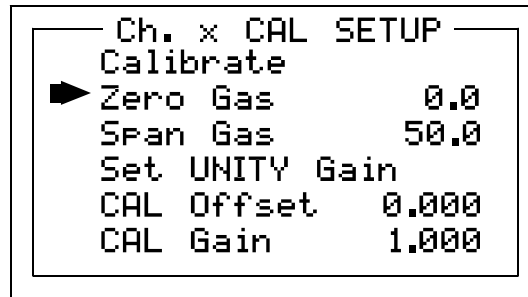 Ch. x CAL SETUP
Calibrate
Zero Gas 0.0
Span Gas 50.0
Set UNITY Gain
CAL Offset 0.000
CAL Gain 1.000